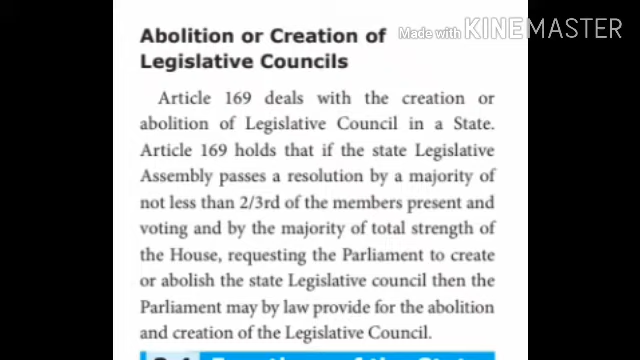 Abolition or Creation of
Made with KINEMASTER
Legislative Councils
Article 169 deals with the creation or
abolition of Legislative Council in a State.
Article 169 holds that if the state Legislative
Assembly passes a resolution by a majority of
not less than 2/3rd of the members present and
voting and by the majority of total strength of
the House, requesting the Parliament to create
or abolish the state Legislative council then the
Parliament may by law provide for the abolition
and creation of the Legislative Council.